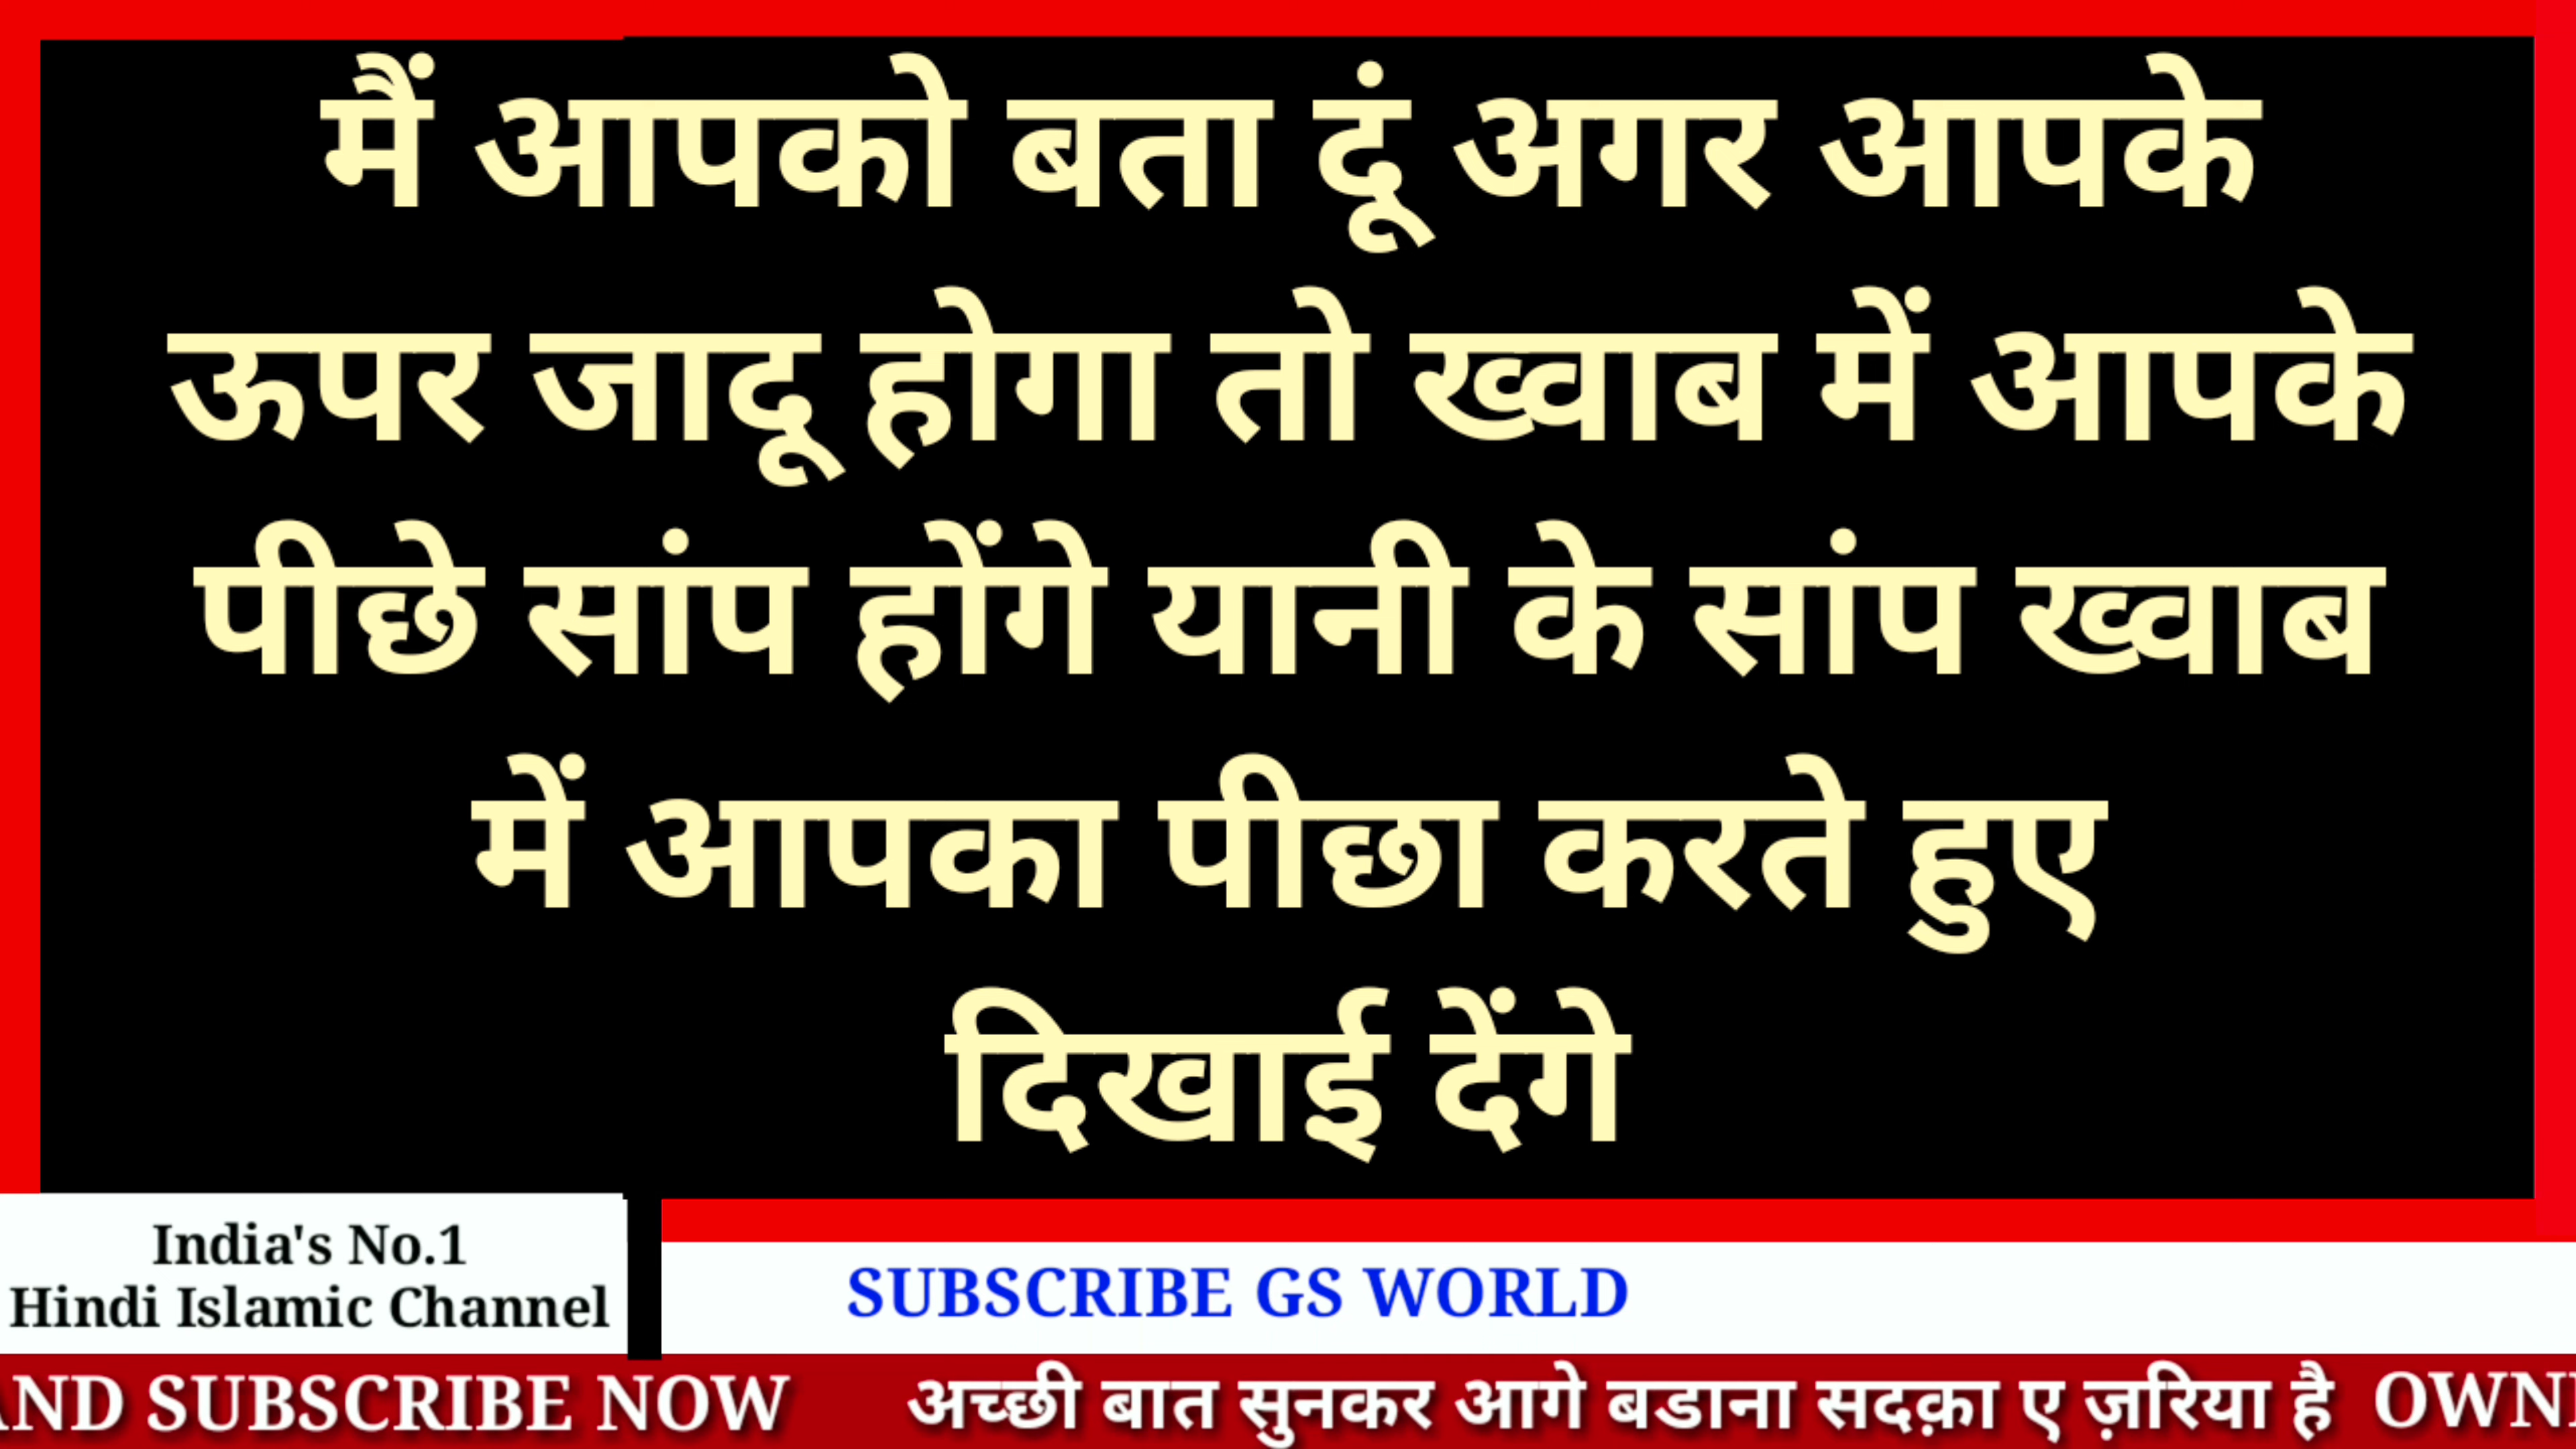 मैं आपको बता दूं अगर आपके
ऊपर जादू होगा तो ख्वाब में आपके
पीछे सांप होंगे यानी के सांप ख्वाब
में आपका पीछा करते हुए
दिखाई देंगे
India's No.1
Hindi Islamic Channel
SUBSCRIBE GS WORLD
AND SUBSCRIBE NOW अच्छी बात सुनकर आगे बडाना सदक़ा ए ज़रिया है